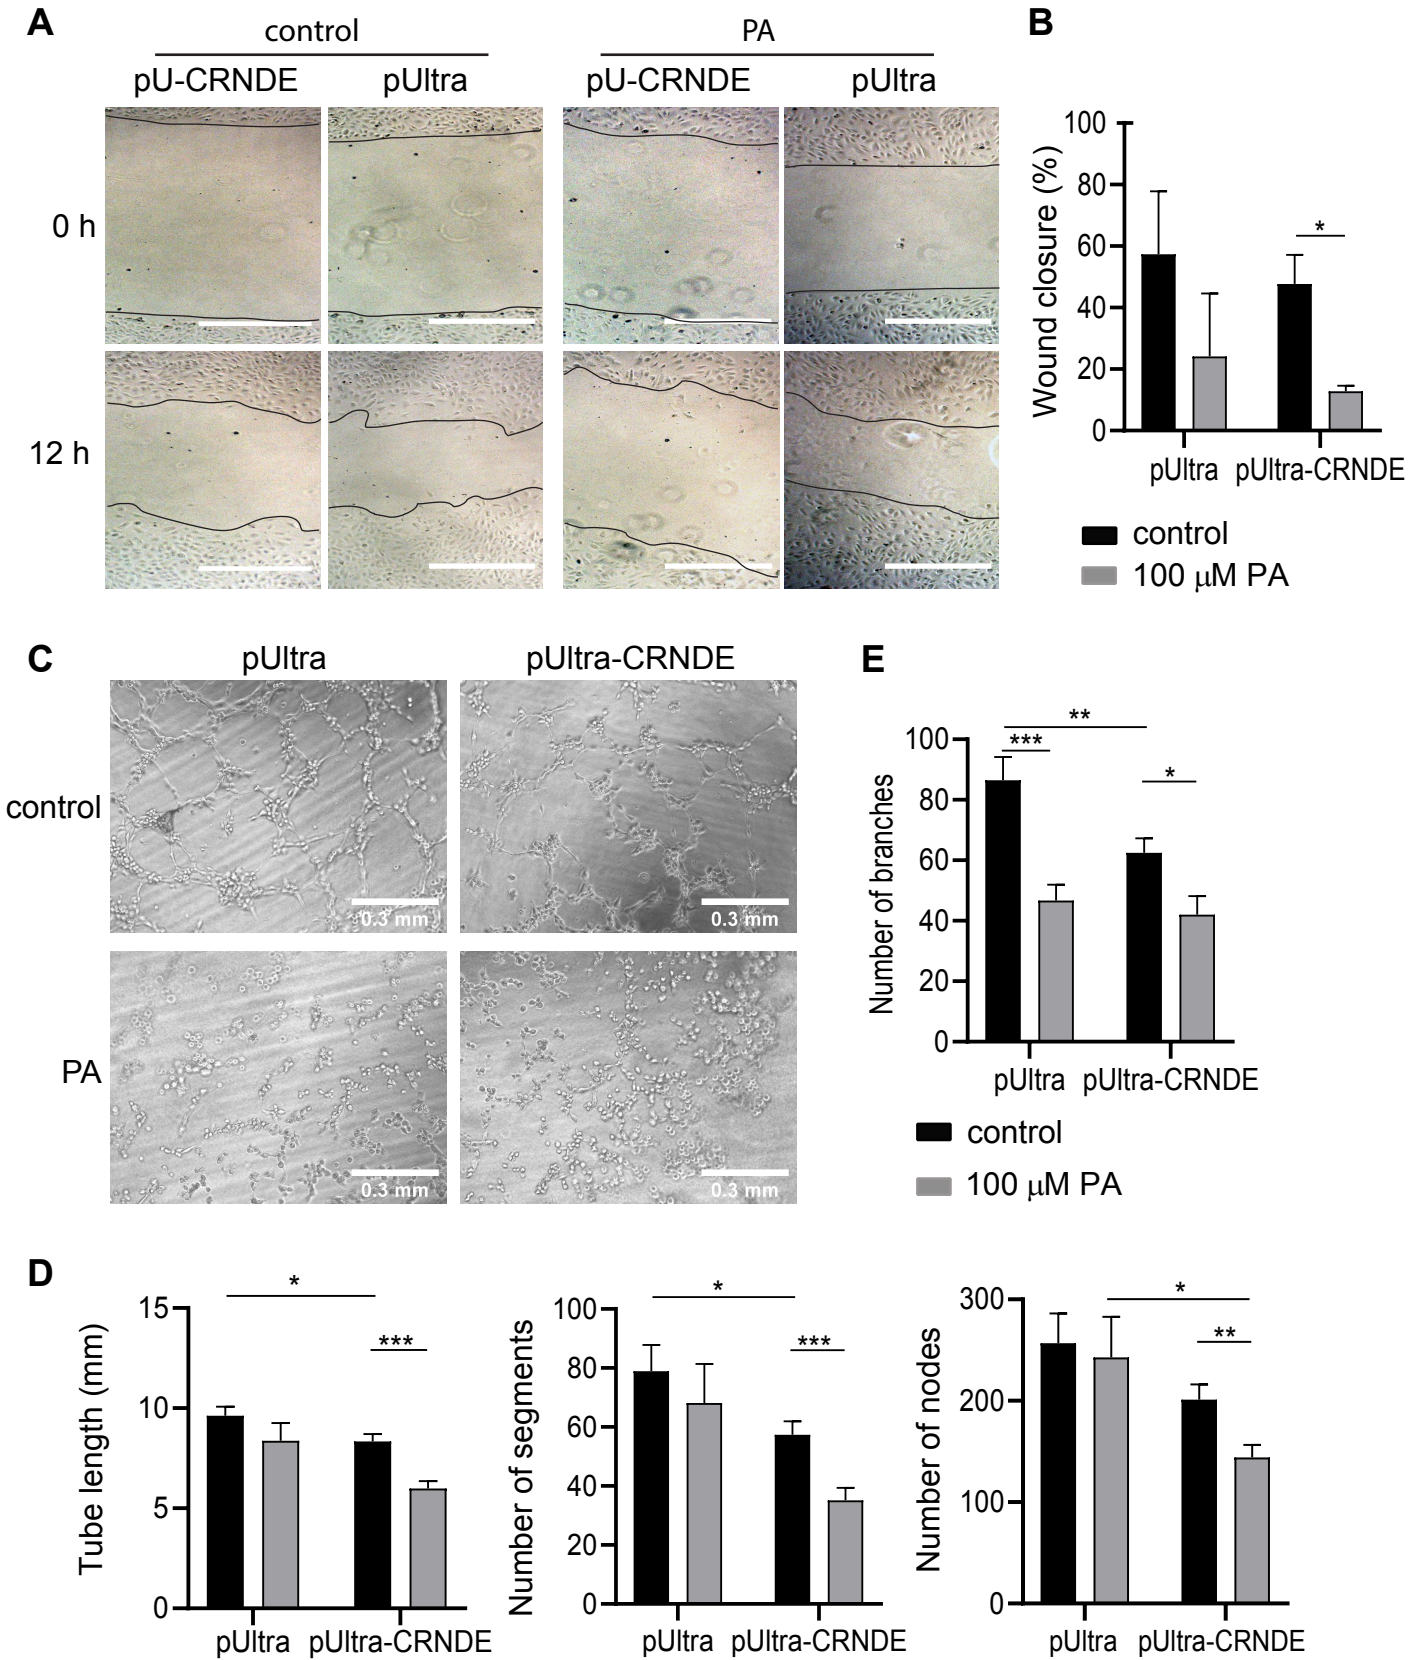 A
control
PA
pU-CRNDE
pUltra
pU-CRNDE
pUltra
0 h
12 h
B
Wound closure (%)
100
80
60
40
20
0
*
pUltra
pUltra-CRNDE
control
100 μM PA
C
pUltra
pUltra-CRNDE
control
0.3 mm
0.3 mm
PA
0.3 mm
0.3 mm
E
Number of branches
100
80
60
40
20
0
**
***
*
pUltra
pUltra-CRNDE
control
100 μM PA
D
Tube length (mm)
15
10
5
0
*
***
pUltra
pUltra-CRNDE
Number of segments
100
80
60
40
20
0
*
***
pUltra
pUltra-CRNDE
Number of nodes
300
200
100
0
*
**
pUltra
pUltra-CRNDE